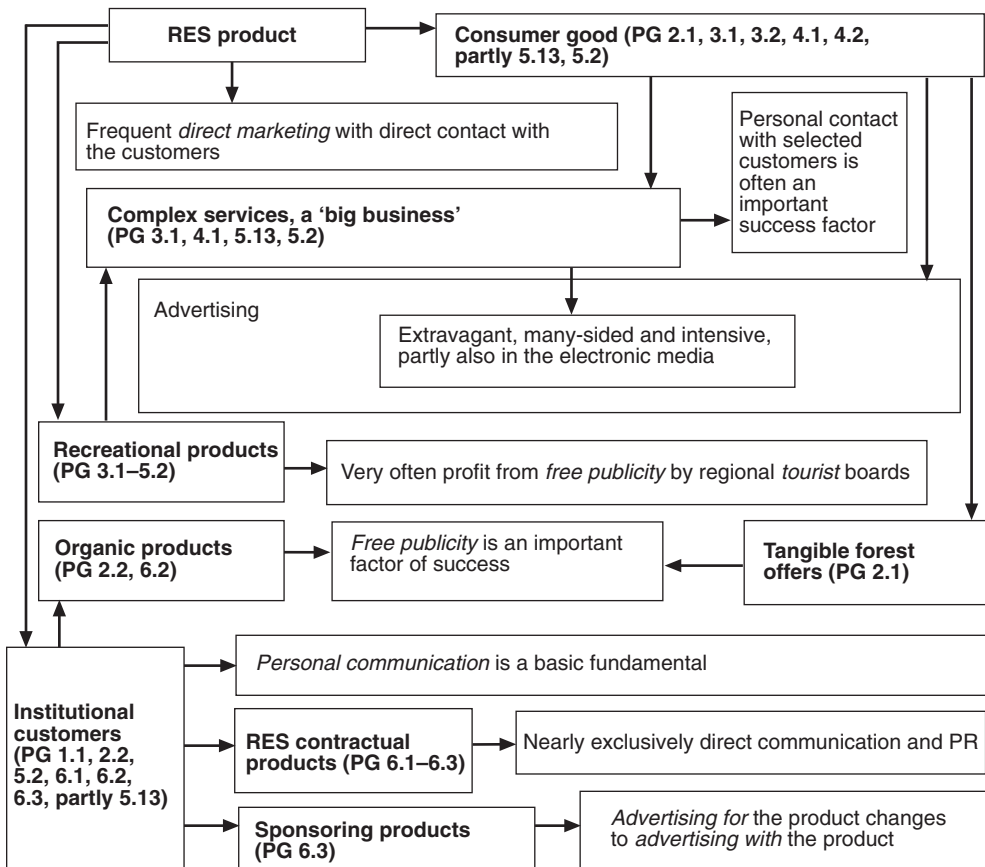 RES product
Consumer good (PG 2.1, 3.1, 3.2, 4.1, 4.2,
partly 5.13, 5.2)
Frequent direct marketing with direct contact with
the customers
Personal contact
with selected
customers is
often an
important
success factor
Complex services, a ‘big business’
(PG 3.1, 4.1, 5.13, 5.2)
Advertising
Extravagant, many-sided and intensive,
partly also in the electronic media
Recreational products
(PG 3.1–5.2)
Very often profit from free publicity by regional tourist boards
Organic products
(PG 2.2, 6.2)
Free publicity is an important
factor of success
Tangible forest
offers (PG 2.1)
Personal communication is a basic fundamental
Institutional
customers
(PG 1.1, 2.2,
5.2, 6.1, 6.2,
6.3, partly 5.13)
RES contractual
products (PG 6.1–6.3)
Nearly exclusively direct communication and PR
Sponsoring products
(PG 6.3)
Advertising for the product changes
to advertising with the product